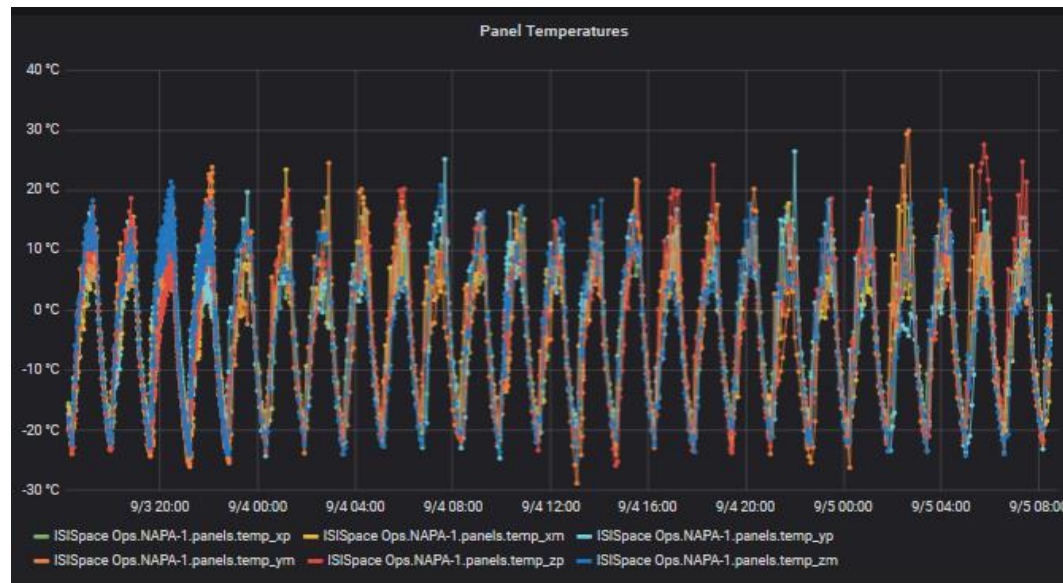 Panel Temperatures
40 °C
30 °C
20 °C
10 °C
0 °C
-10 °C
-20 °C
-30 °C
9/3 20:00 9/4 00:00 9/4 04:00 9/4 08:00 9/4 12:00 9/4 16:00 9/4 20:00 9/5 00:00 9/5 04:00 9/5 08:00
ISISpace Ops.NAPA-1.panels.temp_xp ISISpace Ops.NAPA-1.panels.temp_xm ISISpace Ops.NAPA-1.panels.temp_yp
ISISpace Ops.NAPA-1.panels.temp_ym ISISpace Ops.NAPA-1.panels.temp_zp ISISpace Ops.NAPA-1.panels.temp_zm